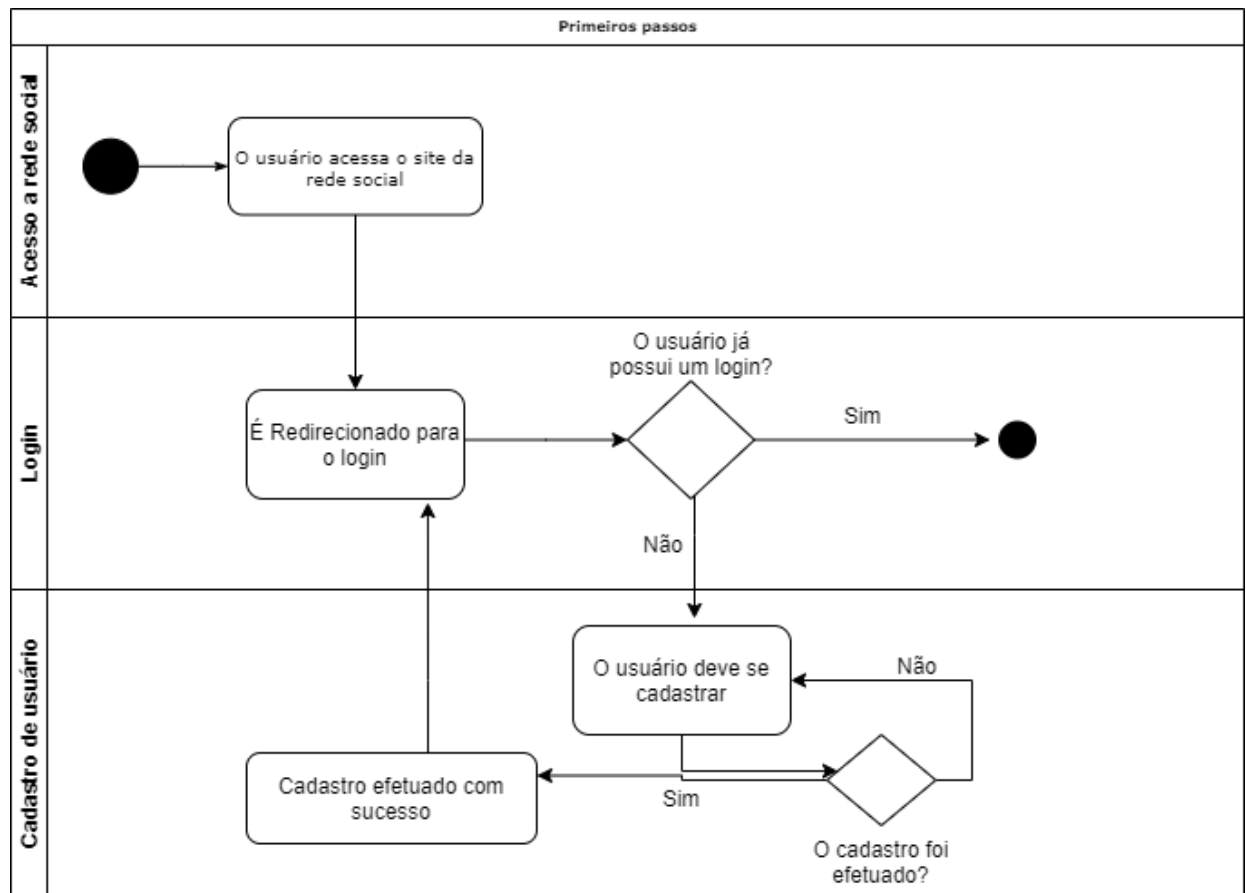 Primeiros passos
Acesso a rede social
O usuário acessa o site da
rede social
Login
O usuário já
possui um login?
É Redirecionado para
o login
Sim
Não
Cadastro de usuário
O usuário deve se
cadastrar
Não
Cadastro efetuado com
sucesso
Sim
O cadastro foi
efetuado?